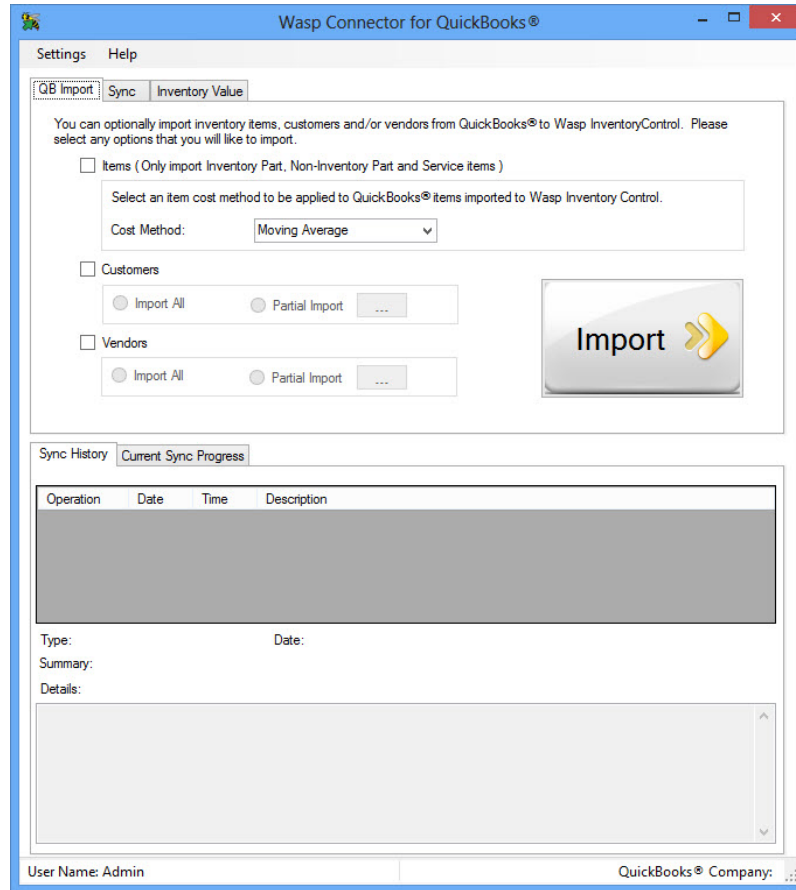 Wasp Connector for QuickBooks®
Settings Help
QB Import Sync Inventory Value
You can optionally import inventory items, customers and/or vendors from QuickBooks® to Wasp InventoryControl. Please
select any options that you will like to import.
Items ( Only import Inventory Part, Non-Inventory Part and Service items )
Select an item cost method to be applied to QuickBooks® items imported to Wasp Inventory Control.
Cost Method: Moving Average
Customers
Import All Partial Import ...
Vendors
Import All Partial Import ...
Import
Sync History Current Sync Progress
Operation Date Time Description
Type: Date:
Summary:
Details:
User Name: Admin QuickBooks® Company: